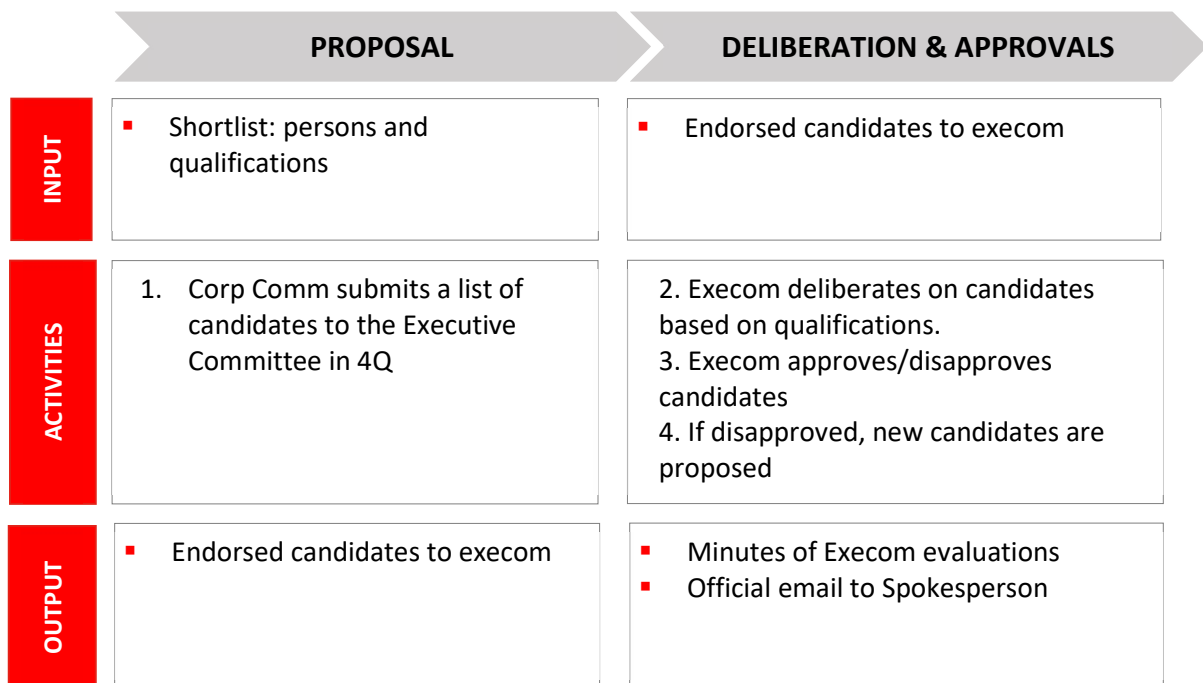 PROPOSAL
DELIBERATION & APPROVALS
INPUT
▪ Shortlist: persons and
qualifications
▪ Endorsed candidates to execom
ACTIVITIES
1. Corp Comm submits a list of
candidates to the Executive
Committee in 4Q
2. Execom deliberates on candidates
based on qualifications.
3. Execom approves/disapproves
candidates
4. If disapproved, new candidates are
proposed
OUTPUT
▪ Endorsed candidates to execom
▪ Minutes of Execom evaluations
▪ Official email to Spokesperson